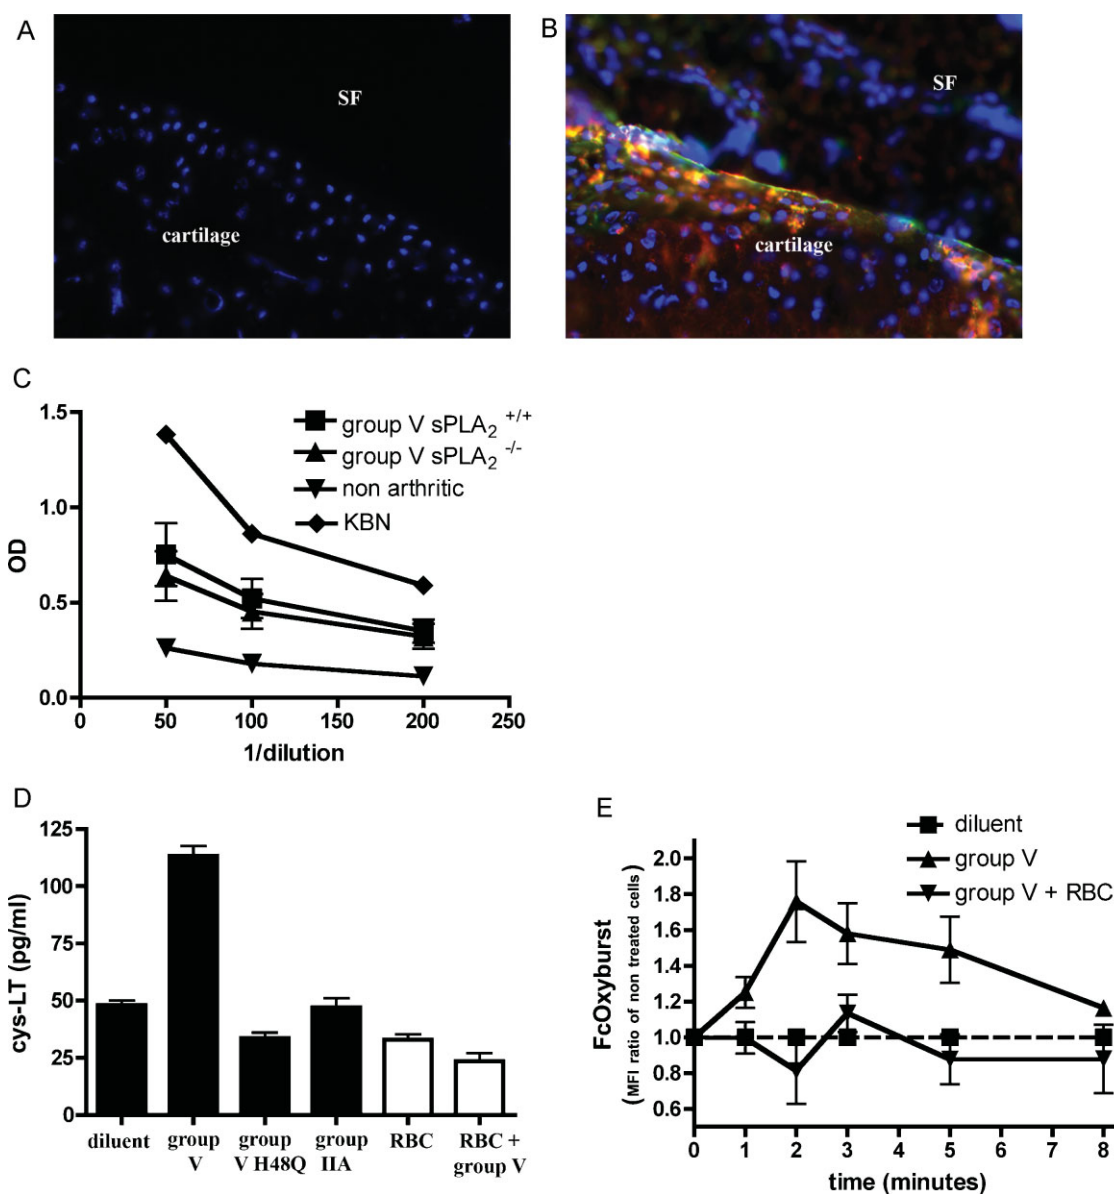 A
SF
cartilage
B
SF
cartilage
C
OD
1.5
1.0
0.5
0.0
0
50
100
150
200
250
1/dilution
group V sPLA₂ +/+
group V sPLA₂ -/-
non arthritic
KBN
D
cys-LT (pg/ml)
125
100
75
50
25
0
diluent
group V
group V H48Q
group IIA
RBC
RBC + group V
E
diluent
group V
group V + RBC
FcOxyburst
(MFI ratio of non treated cells)
2.0
1.8
1.6
1.4
1.2
1.0
0.8
0.6
0
1
2
3
4
5
6
7
8
time (minutes)